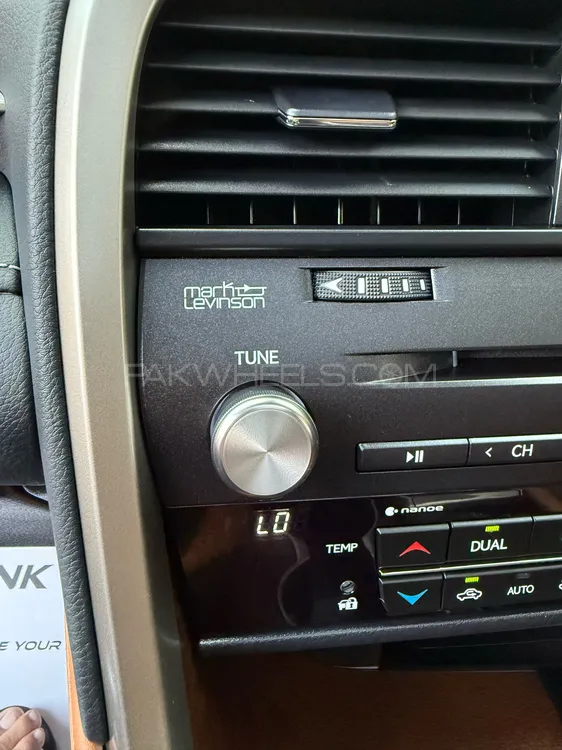 mark
Levinson
TUNE
PAKWHEELS.COM
< CH
LO
nanoe
TEMP
DUAL
AUTO
NK
E YOUR